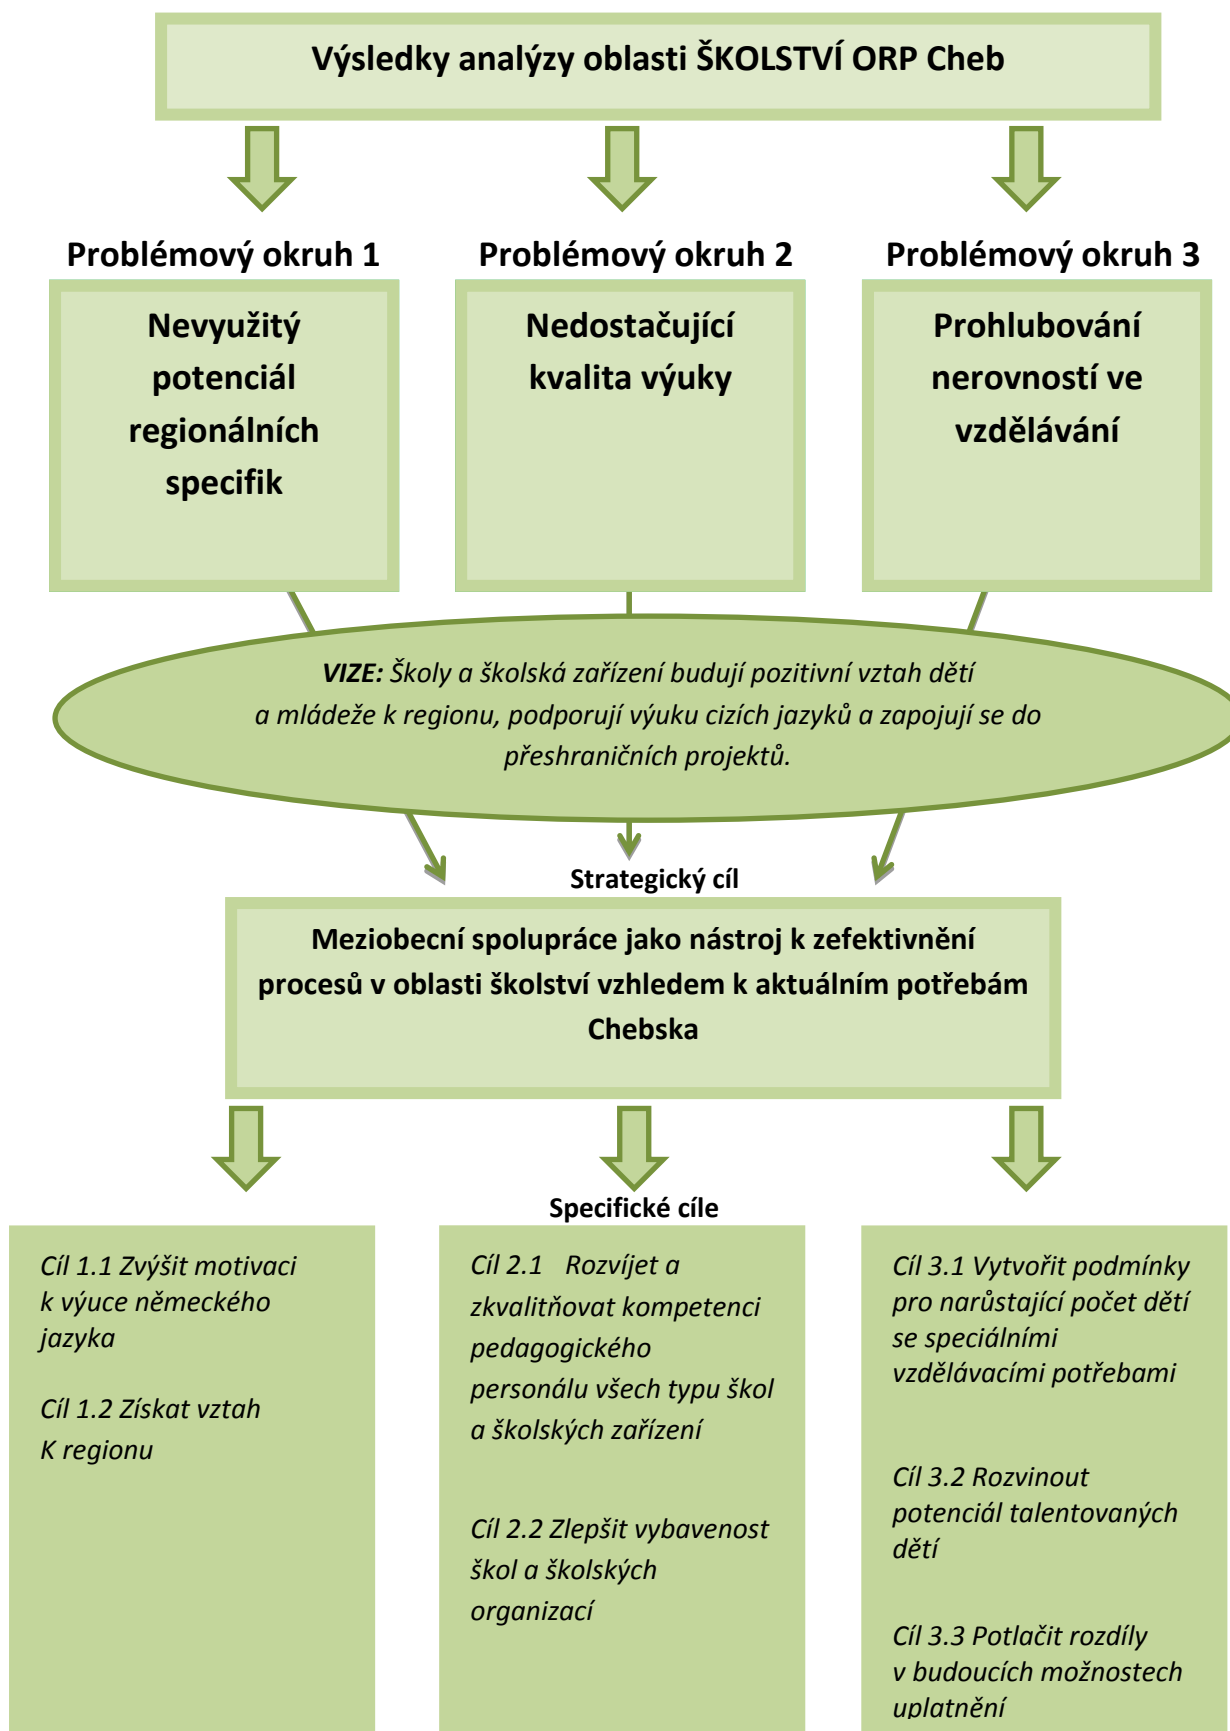 Výsledky analýzy oblasti ŠKOLSTVÍ ORP Cheb
Problémový okruh 1
Problémový okruh 2
Problémový okruh 3
Nevyužitý
potenciál
regionálních
specifik
Nedostačující
kvalita výuky
Prohlubování
nerovností ve
vzdělávání
VIZE: Školy a školská zařízení budují pozitivní vztah dětí
a mládeže k regionu, podporují výuku cizích jazyků a zapojují se do
přeshraničních projektů.
Strategický cíl
Meziobecní spolupráce jako nástroj k zefektivnění
procesů v oblasti školství vzhledem k aktuálním potřebám
Chebska
Specifické cíle
Cíl 1.1 Zvýšit motivaci
k výuce německého
jazyka
Cíl 1.2 Získat vztah
K regionu
Cíl 2.1 Rozvíjet a
zkvalitňovat kompetenci
pedagogického
personálu všech typu škol
a školských zařízení
Cíl 2.2 Zlepšit vybavenost
škol a školských
organizací
Cíl 3.1 Vytvořit podmínky
pro narůstající počet dětí
se speciálními
vzdělávacími potřebami
Cíl 3.2 Rozvinout
potenciál talentovaných
dětí
Cíl 3.3 Potlačit rozdíly
v budoucích možnostech
uplatnění